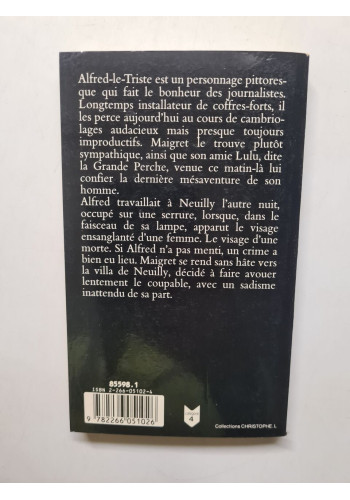 Alfred-le-Triste est un personnage pittores-
que qui fait le bonheur des journalistes.
Longtemps installateur de coffres-forts, il
les perce aujourd'hui au cours de cambrio-
lages audacieux mais presque toujours
improductifs. Maigret le trouve plutôt
sympathique, ainsi que son amie Lulu, dite
la Grande Perche, venue ce matin-là lui
confier la dernière mésaventure de son
homme.
Alfred travaillait à Neuilly l'autre nuit,
occupé sur une serrure, lorsque, dans le
faisceau de sa lampe, apparut le visage
ensanglanté d'une femme. Le visage d'une
morte. Si Alfred n'a pas menti, un crime a
bien eu lieu. Maigret se rend sans hâte vers
la villa de Neuilly, décidé à faire avouer
lentement le coupable, avec un sadisme
inattendu de sa part.
85598.1
ISBN 2-266-05102-4
9 782266 051026
4
Collections CHRISTOPHE L